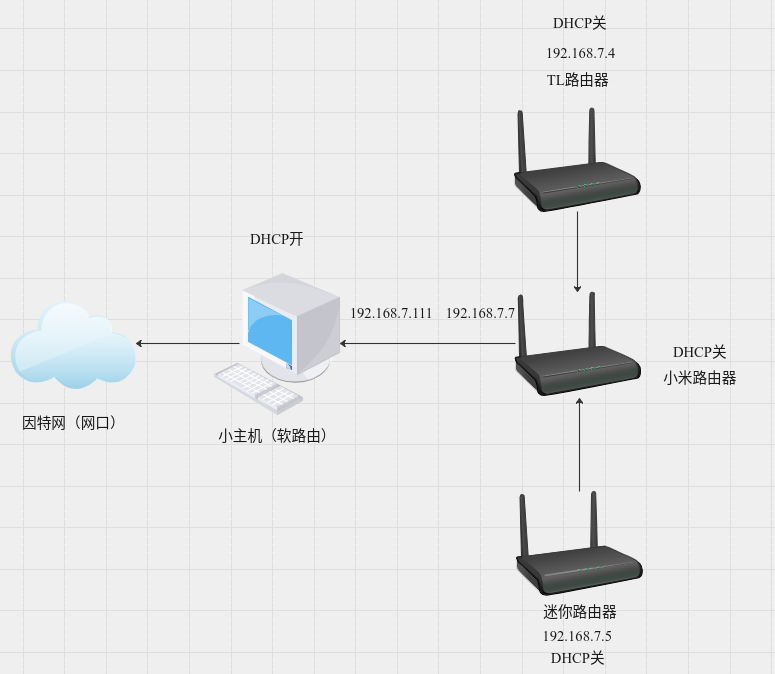 DHCP关
192.168.7.4
TL路由器
DHCP开
192.168.7.111 192.168.7.7
DHCP关
小米路由器
因特网（网口）
小主机（软路由）
迷你路由器
192.168.7.5
DHCP关